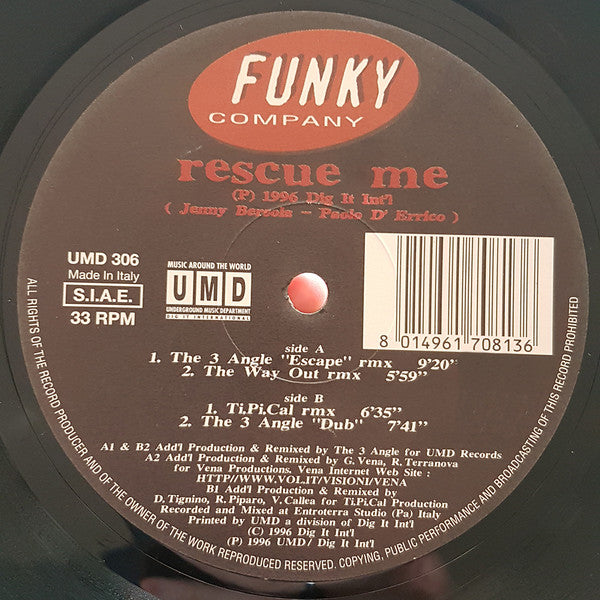 FUNKY
COMPANY
rescue me
(P) 1996 Dig It Int'l
( Jenny Bersola - Paolo D' Errico )
UMD 306
Made In Italy
S.I.A.E.
33 RPM
MUSIC AROUND THE WORLD
UMD
UNDERGROUND MUSIC DEPARTMENT
DIG IT INTERNATIONAL
8 014961 708136
side A
1. The 3 Angle "Escape" rmx 9'20"
2. The Way Out rmx 5'59"
side B
1. Ti.Pi.Cal rmx 6'35"
2. The 3 Angle "Dub" 7'41"
A1 & B2 Add'l Production & Remixed by The 3 Angle for UMD Records
A2 Add'l Production & Remixed by G. Vena, R. Terranova
for Vena Productions. Vena Internet Web Site :
HTTP//WWW.VOL.IT/VISIONI/VENA
B1 Add'l Production & Remixed by
D. Tignino, R. Piparo, V. Callea for Ti.Pi.Cal Production
Recorded and Mixed at Entroterra Studio (Pa) Italy
Printed by UMD a division of Dig It Int'l
(C) 1996 Dig It Int'l
(P) 1996 UMD/ Dig It Int'l
ALL RIGHTS OF THE RECORD PRODUCER AND OF THE OWNER OF THE WORK REPRODUCED RESERVED. COPYING, PUBLIC PERFORMANCE AND BROADCASTING OF THIS RECORD PROHIBITED